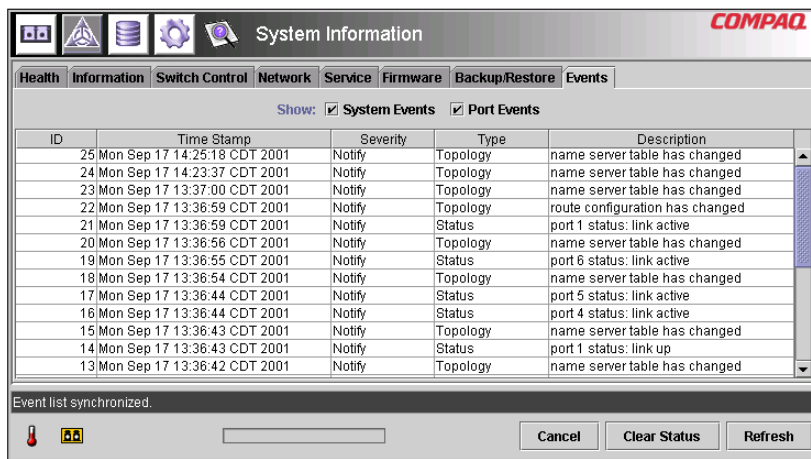 System Information
COMPAQ
Health Information Switch Control Network Service Firmware Backup/Restore Events
Show: System Events Port Events
ID Time Stamp Severity Type Description
25 Mon Sep 17 14:25:18 CDT 2001 Notify Topology name server table has changed
24 Mon Sep 17 14:23:37 CDT 2001 Notify Topology name server table has changed
23 Mon Sep 17 13:37:00 CDT 2001 Notify Topology name server table has changed
22 Mon Sep 17 13:36:59 CDT 2001 Notify Topology route configuration has changed
21 Mon Sep 17 13:36:59 CDT 2001 Notify Status port 1 status: link active
20 Mon Sep 17 13:36:56 CDT 2001 Notify Topology name server table has changed
19 Mon Sep 17 13:36:55 CDT 2001 Notify Status port 6 status: link active
18 Mon Sep 17 13:36:54 CDT 2001 Notify Topology name server table has changed
17 Mon Sep 17 13:36:44 CDT 2001 Notify Status port 5 status: link active
16 Mon Sep 17 13:36:44 CDT 2001 Notify Status port 4 status: link active
15 Mon Sep 17 13:36:43 CDT 2001 Notify Topology name server table has changed
14 Mon Sep 17 13:36:43 CDT 2001 Notify Status port 1 status: link up
13 Mon Sep 17 13:36:42 CDT 2001 Notify Topology name server table has changed
Event list synchronized.
Cancel Clear Status Refresh